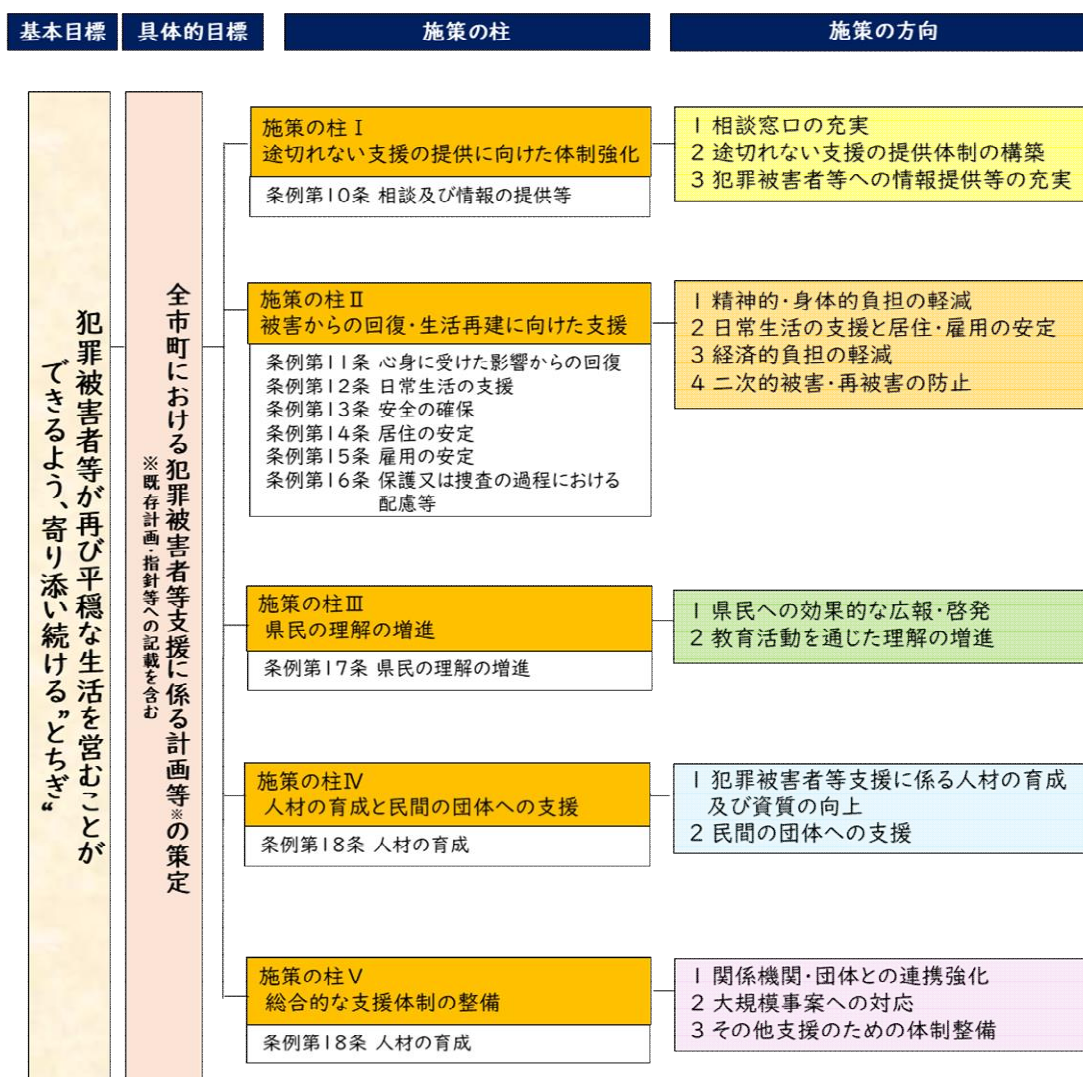 基本目標
具体的目標
施策の柱
施策の方向
犯罪被害者等が再び平穏な生活を営むことが
できるよう、寄り添い続ける”とちぎ“
全市町における犯罪被害者等支援に係る計画等※の策定
※既存計画・指針等への記載を含む
施策の柱Ⅰ
途切れない支援の提供に向けた体制強化
条例第10条 相談及び情報の提供等
1 相談窓口の充実
2 途切れない支援の提供体制の構築
3 犯罪被害者等への情報提供等の充実
施策の柱Ⅱ
被害からの回復・生活再建に向けた支援
条例第11条 心身に受けた影響からの回復
条例第12条 日常生活の支援
条例第13条 安全の確保
条例第14条 居住の安定
条例第15条 雇用の安定
条例第16条 保護又は捜査の過程における
配慮等
1 精神的・身体的負担の軽減
2 日常生活の支援と居住・雇用の安定
3 経済的負担の軽減
4 二次的被害・再被害の防止
施策の柱Ⅲ
県民の理解の増進
条例第17条 県民の理解の増進
1 県民への効果的な広報・啓発
2 教育活動を通じた理解の増進
施策の柱Ⅳ
人材の育成と民間の団体への支援
条例第18条 人材の育成
1 犯罪被害者等支援に係る人材の育成
及び資質の向上
2 民間の団体への支援
施策の柱Ⅴ
総合的な支援体制の整備
条例第18条 人材の育成
1 関係機関・団体との連携強化
2 大規模事案への対応
3 その他支援のための体制整備